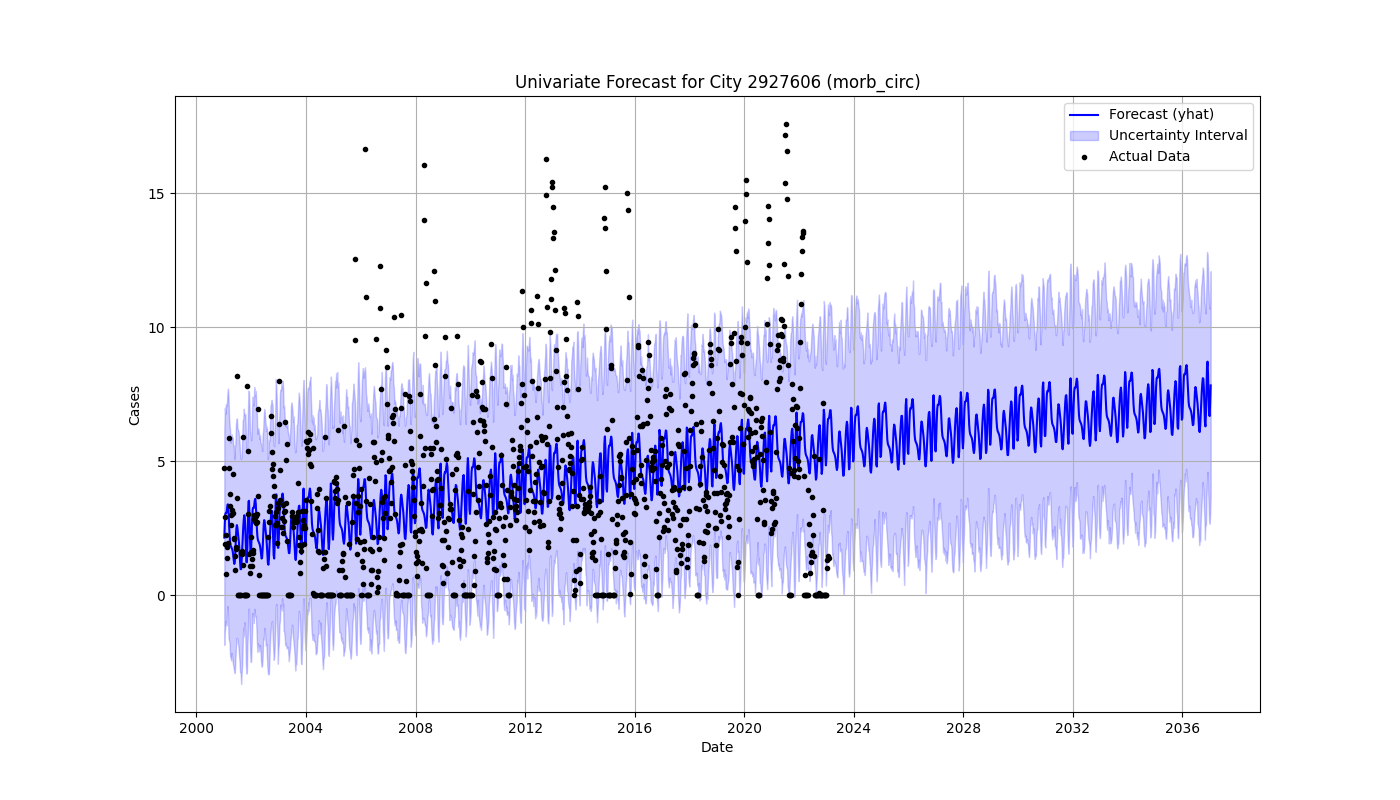 Univariate Forecast for City 2927606 (morb_circ)
Forecast (yhat)
Uncertainty Interval
Actual Data
Cases
15
10
5
0
2000 2004 2008 2012 2016 2020 2024 2028 2032 2036
Date